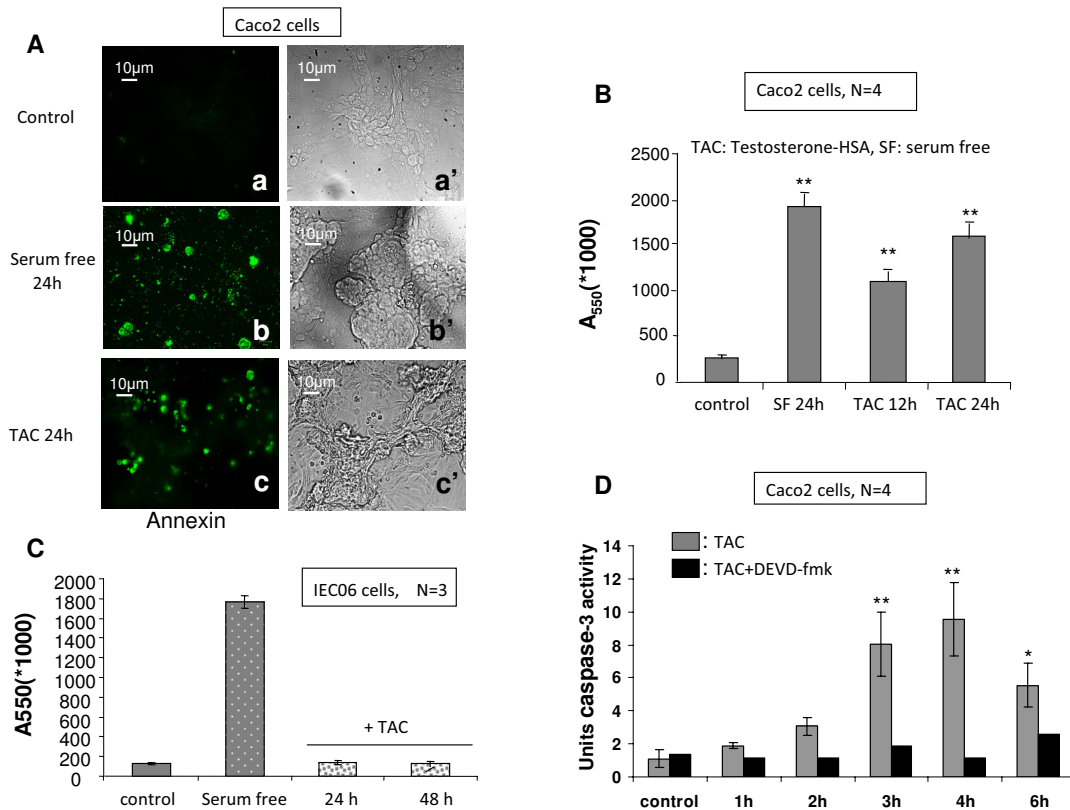 Caco2 cells
A
10µm
10µm
Control
a
a'
10µm
10µm
Serum free
24h
b
b'
10µm
10µm
TAC 24h
c
c'
Annexin
B
Caco2 cells, N=4
TAC: Testosterone-HSA, SF: serum free
2500
2000
1500
1000
500
0
A550(*1000)
**
**
**
control SF 24h TAC 12h TAC 24h
C
IEC06 cells, N=3
2000
1800
1600
1400
1200
1000
800
600
400
200
0
A550(*1000)
+ TAC
control Serum free 24 h 48 h
D
Caco2 cells, N=4
: TAC
: TAC+DEVD-fmk
14
12
10
8
6
4
2
0
Units caspase-3 activity
**
**
*
control 1h 2h 3h 4h 6h